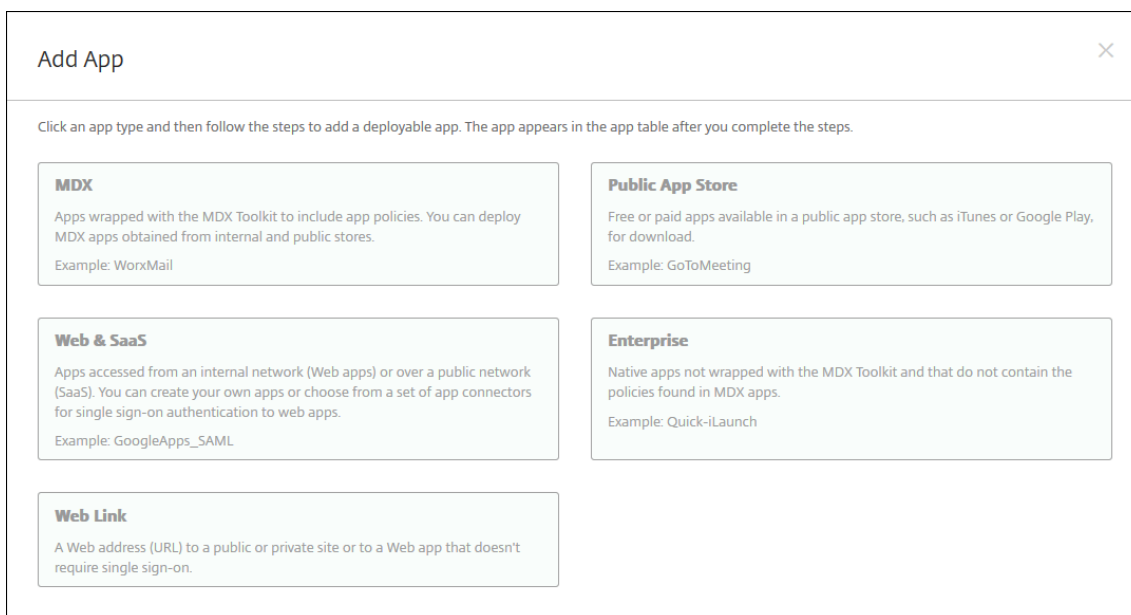 Add App
Click an app type and then follow the steps to add a deployable app. The app appears in the app table after you complete the steps.
MDX
Apps wrapped with the MDX Toolkit to include app policies. You can deploy
MDX apps obtained from internal and public stores.
Example: WorxMail
Public App Store
Free or paid apps available in a public app store, such as iTunes or Google Play,
for download.
Example: GoToMeeting
Web & SaaS
Apps accessed from an internal network (Web apps) or over a public network
(SaaS). You can create your own apps or choose from a set of app connectors
for single sign-on authentication to web apps.
Example: GoogleApps_SAML
Enterprise
Native apps not wrapped with the MDX Toolkit and that do not contain the
policies found in MDX apps.
Example: Quick-iLaunch
Web Link
A Web address (URL) to a public or private site or to a Web app that doesn't
require single sign-on.